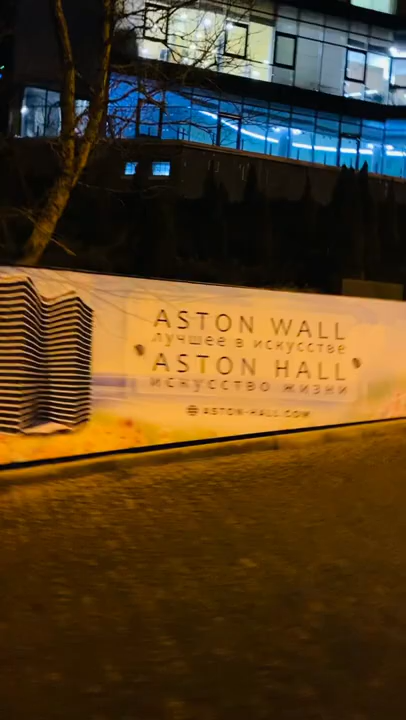 ASTON WALL
лучшее в искусстве
ASTON HALL
искусство жизни
ASTON-HALL.COM